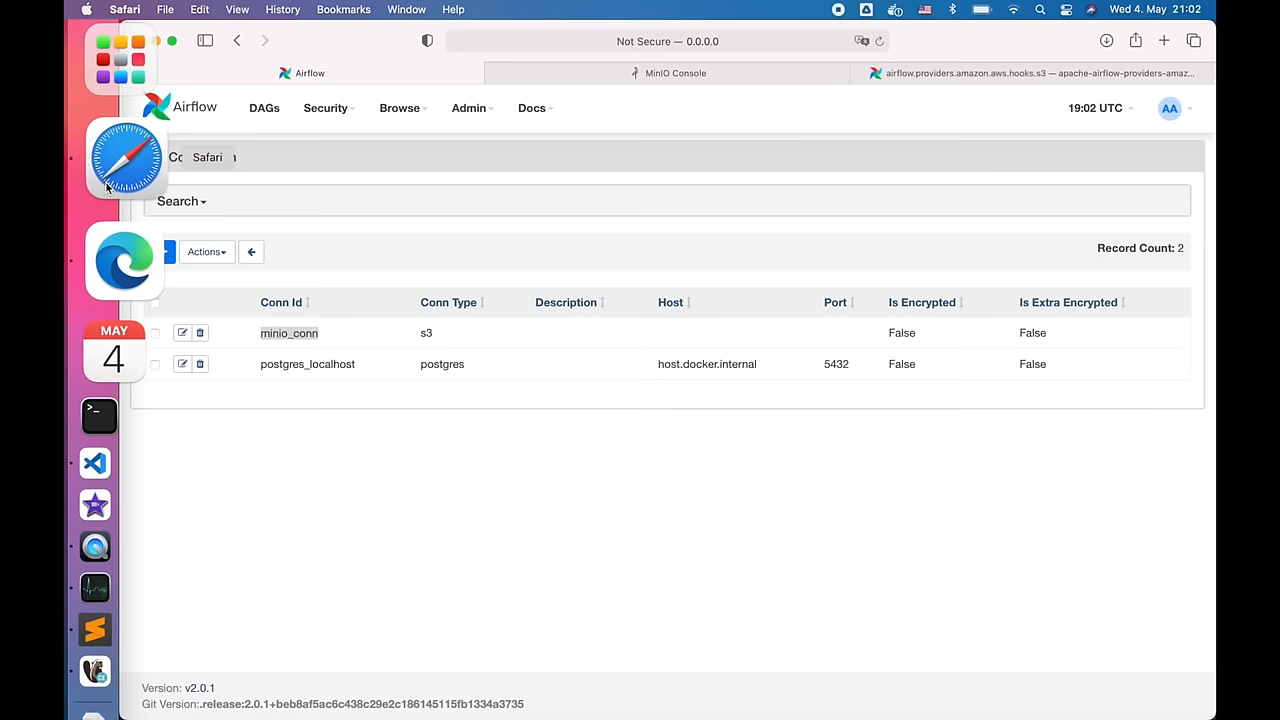 Safari File Edit View History Bookmarks Window Help Wed 4. May 21:02
Not Secure — 0.0.0.0
Airflow MinIO Console airflow.providers.amazon.aws.hooks.s3 — apache-airflow-providers-amaz...
Airflow DAGs Security Browse Admin Docs 19:02 UTC AA
Safari
Search
Actions Record Count: 2
Conn Id Conn Type Description Host Port Is Encrypted Is Extra Encrypted
minio_conn s3 False False
postgres_localhost postgres host.docker.internal 5432 False False
MAY
4
>_
Version: v2.0.1
Git Version:.release:2.0.1+beb8af5ac6c438c29e2c186145115fb1334a3735